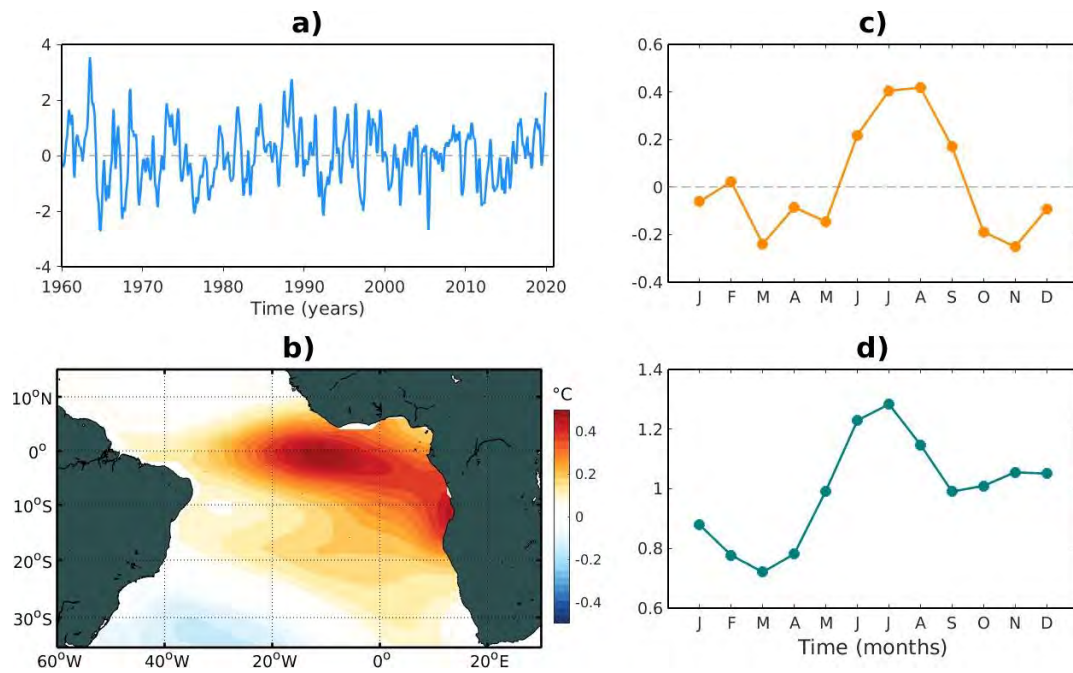 a)
4
2
0
-2
-4
1960 1970 1980 1990 2000 2010 2020
Time (years)
c)
0.6
0.4
0.2
0
-0.2
-0.4
J F M A M J J A S O N D
b)
10°N
0°
10°S
20°S
30°S
60°W 40°W 20°W 0° 20°E
°C
0.4
0.2
0
-0.2
-0.4
d)
1.4
1.2
1
0.8
0.6
J F M A M J J A S O N D
Time (months)